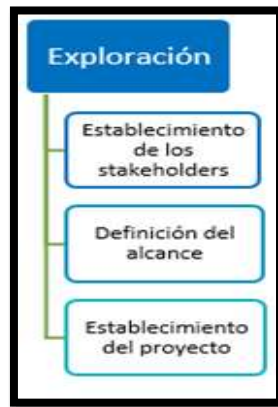 Exploración
Establecimiento
de los
stakeholders
Definición del
alcance
Establecimiento
del proyecto